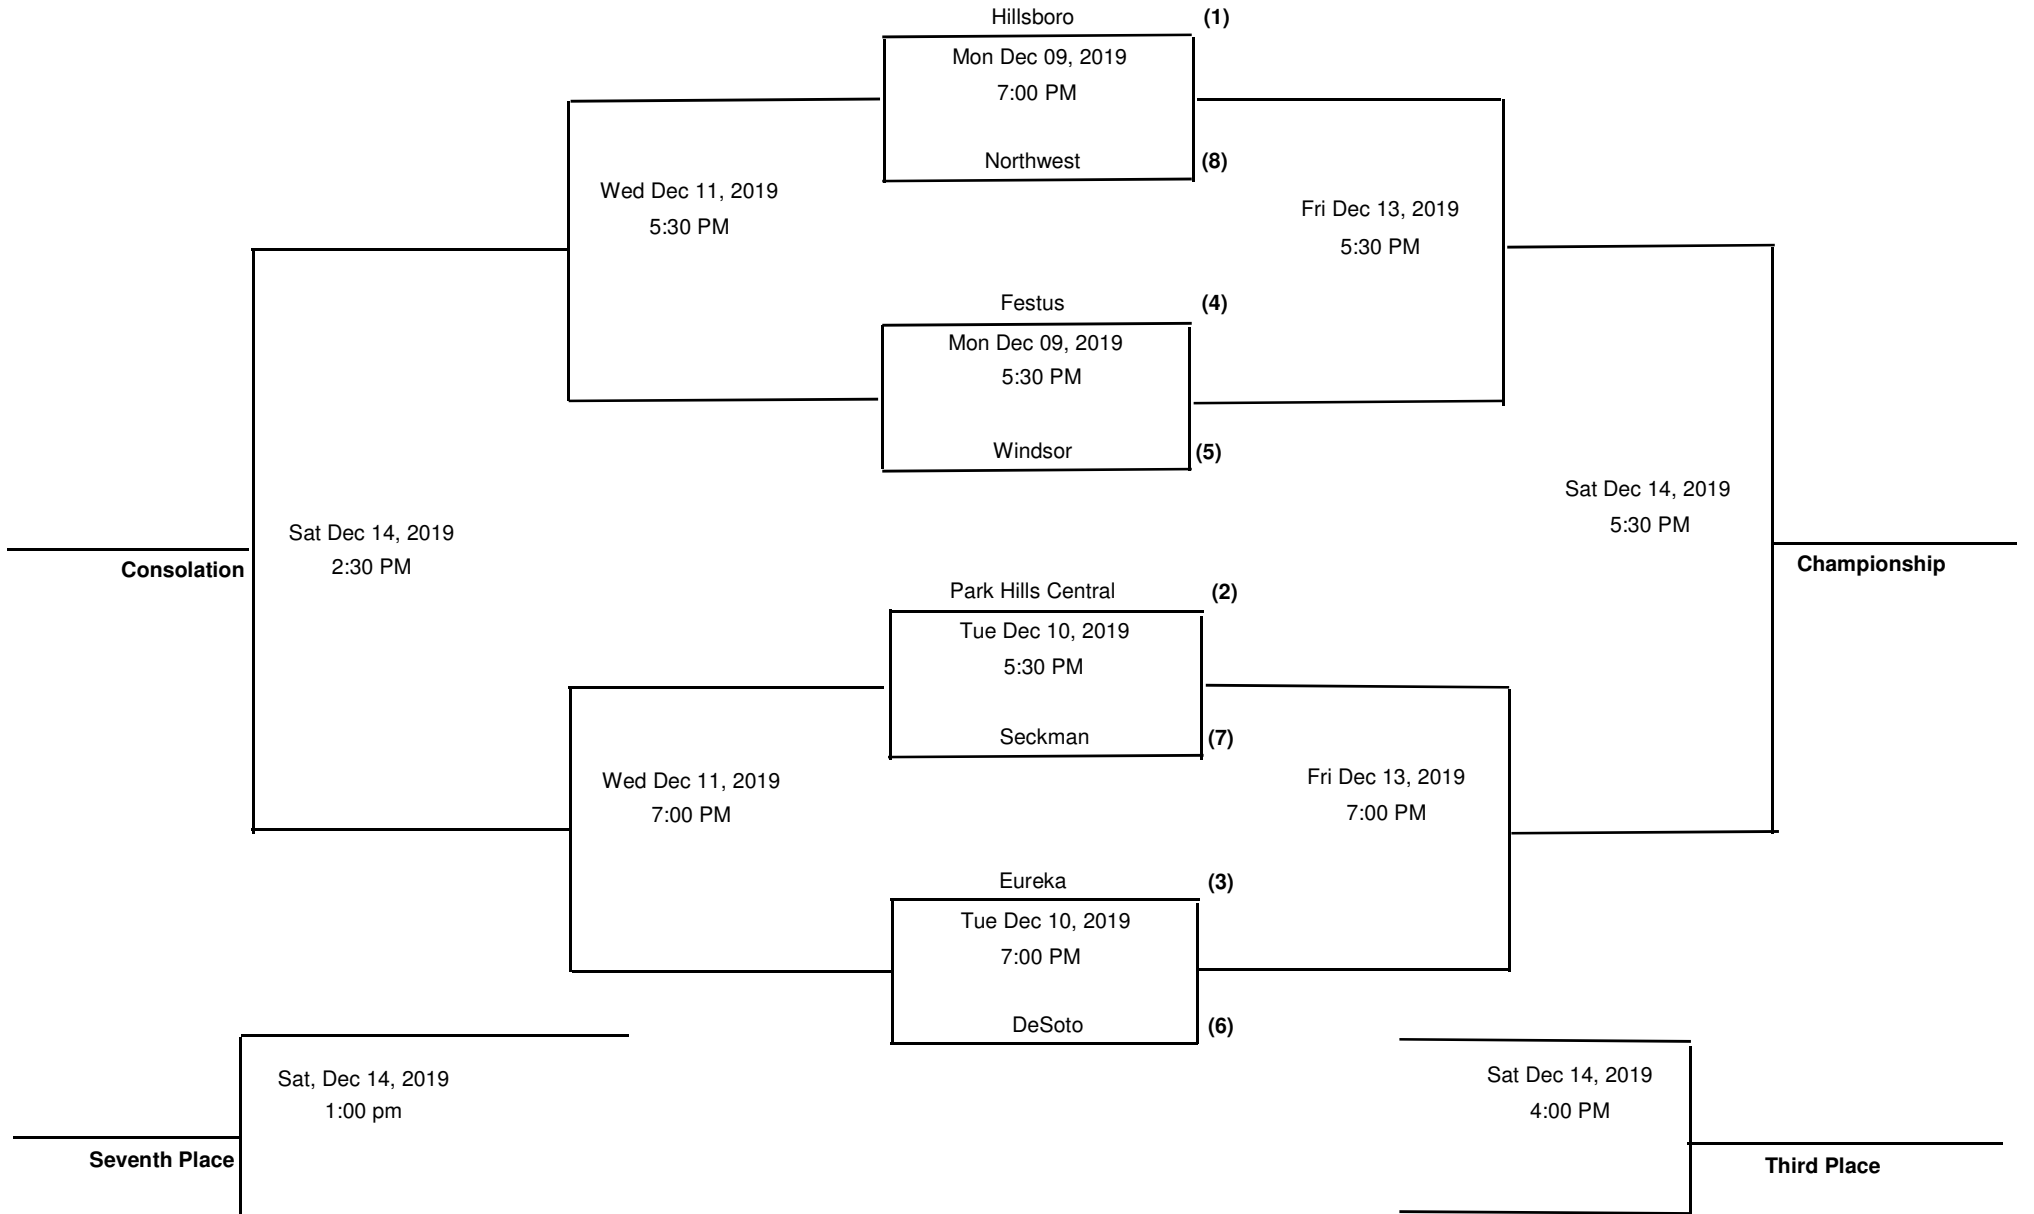 Hillsboro (1)
Mon Dec 09, 2019
7:00 PM
Northwest (8)
Wed Dec 11, 2019
5:30 PM
Fri Dec 13, 2019
5:30 PM
Festus (4)
Mon Dec 09, 2019
5:30 PM
Windsor (5)
Sat Dec 14, 2019
2:30 PM
Consolation
Sat Dec 14, 2019
5:30 PM
Championship
Park Hills Central (2)
Tue Dec 10, 2019
5:30 PM
Seckman (7)
Wed Dec 11, 2019
7:00 PM
Fri Dec 13, 2019
7:00 PM
Eureka (3)
Tue Dec 10, 2019
7:00 PM
DeSoto (6)
Sat, Dec 14, 2019
1:00 pm
Seventh Place
Sat Dec 14, 2019
4:00 PM
Third Place